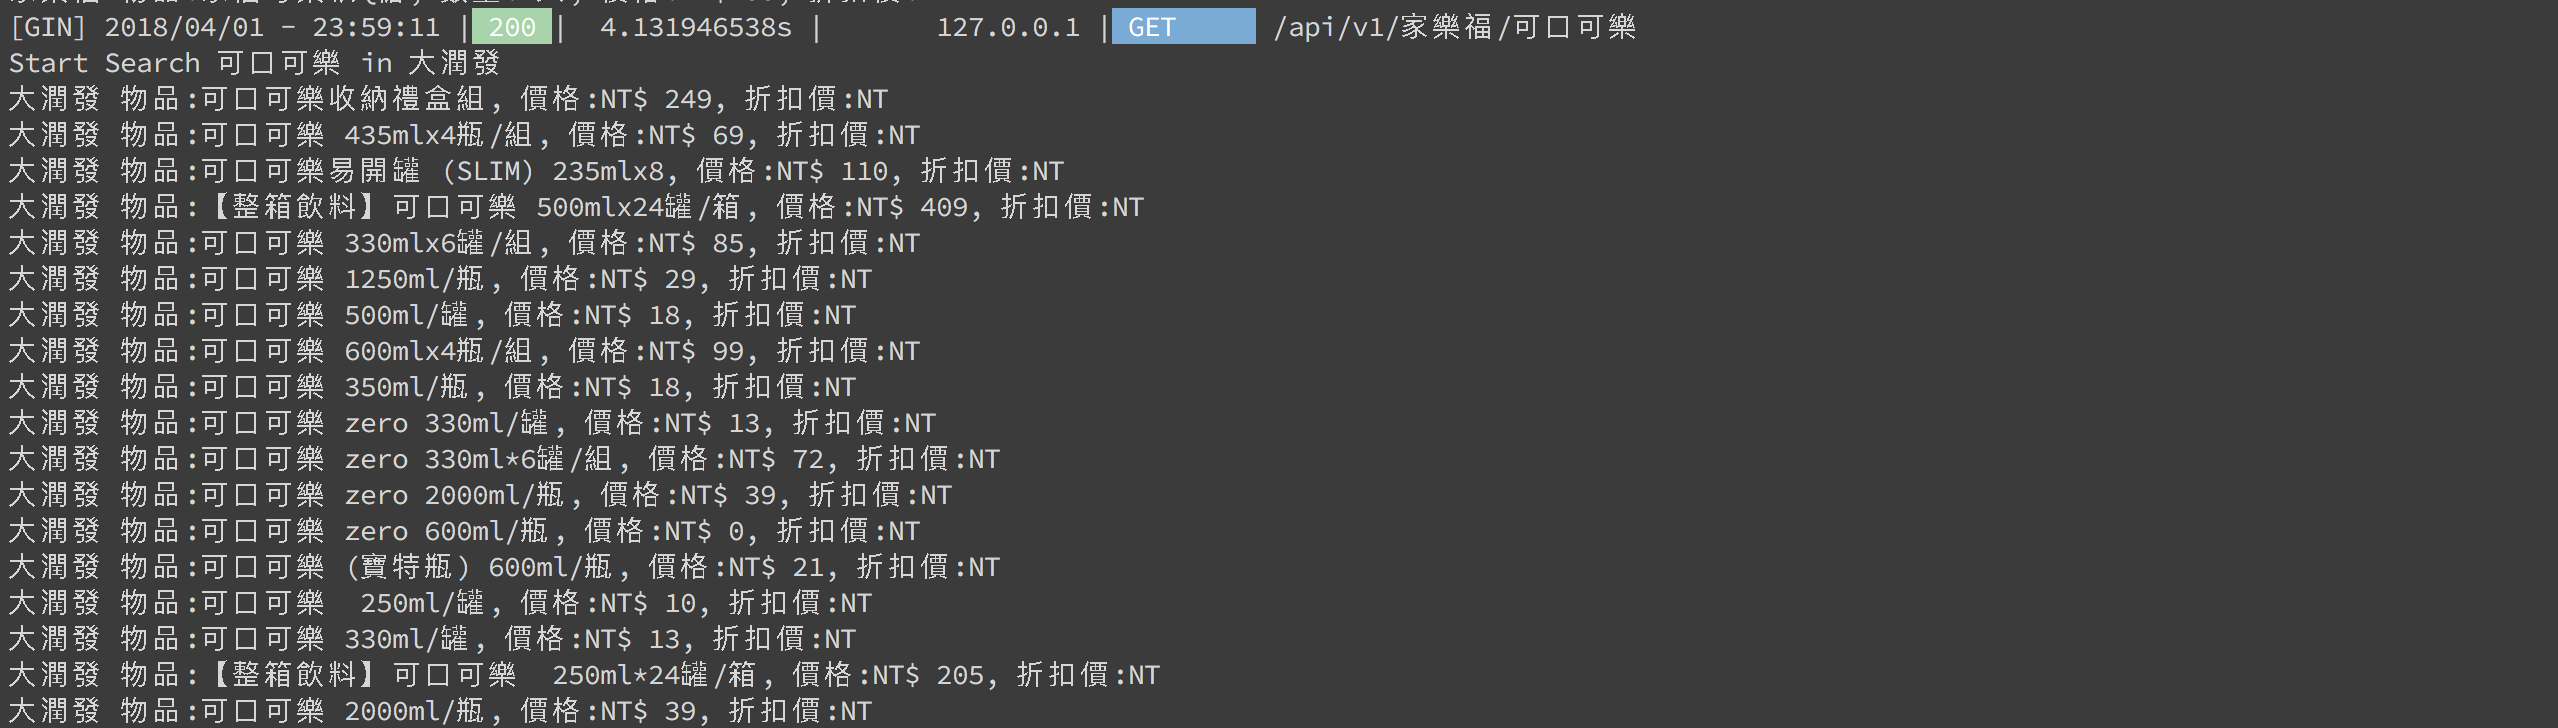 [GIN] 2018/04/01 - 23:59:11 | 200 |  4.131946538s |       127.0.0.1 | GET      /api/v1/家樂福/可口可樂
Start Search 可口可樂 in 大潤發
大潤發 物品:可口可樂收納禮盒組, 價格:NT$ 249, 折扣價:NT
大潤發 物品:可口可樂 435mlx4瓶/組, 價格:NT$ 69, 折扣價:NT
大潤發 物品:可口可樂易開罐 (SLIM) 235mlx8, 價格:NT$ 110, 折扣價:NT
大潤發 物品:【整箱飲料】可口可樂 500mlx24罐/箱, 價格:NT$ 409, 折扣價:NT
大潤發 物品:可口可樂 330mlx6罐/組, 價格:NT$ 85, 折扣價:NT
大潤發 物品:可口可樂 1250ml/瓶, 價格:NT$ 29, 折扣價:NT
大潤發 物品:可口可樂 500ml/罐, 價格:NT$ 18, 折扣價:NT
大潤發 物品:可口可樂 600mlx4瓶/組, 價格:NT$ 99, 折扣價:NT
大潤發 物品:可口可樂 350ml/瓶, 價格:NT$ 18, 折扣價:NT
大潤發 物品:可口可樂 zero 330ml/罐, 價格:NT$ 13, 折扣價:NT
大潤發 物品:可口可樂 zero 330ml*6罐/組, 價格:NT$ 72, 折扣價:NT
大潤發 物品:可口可樂 zero 2000ml/瓶, 價格:NT$ 39, 折扣價:NT
大潤發 物品:可口可樂 zero 600ml/瓶, 價格:NT$ 0, 折扣價:NT
大潤發 物品:可口可樂 (寶特瓶) 600ml/瓶, 價格:NT$ 21, 折扣價:NT
大潤發 物品:可口可樂  250ml/罐, 價格:NT$ 10, 折扣價:NT
大潤發 物品:可口可樂 330ml/罐, 價格:NT$ 13, 折扣價:NT
大潤發 物品:【整箱飲料】可口可樂  250ml*24罐/箱, 價格:NT$ 205, 折扣價:NT
大潤發 物品:可口可樂 2000ml/瓶, 價格:NT$ 39, 折扣價:NT